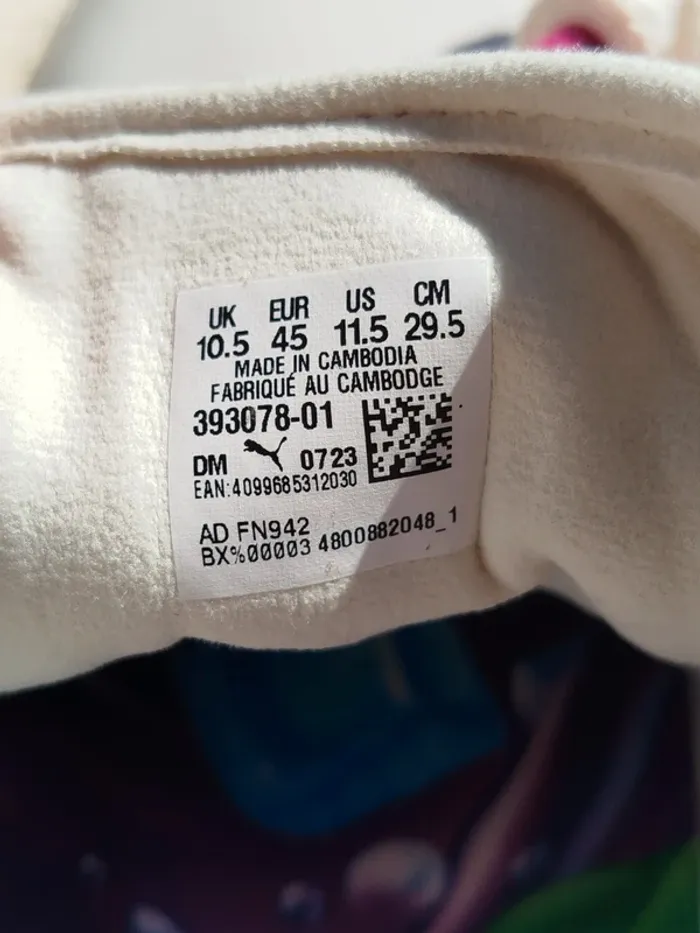 UK EUR US CM
10.5 45 11.5 29.5
MADE IN CAMBODIA
FABRIQUÉ AU CAMBODGE
393078-01
DM 0723
EAN:4099685312030
AD FN942
BX%00003 4800882048_1